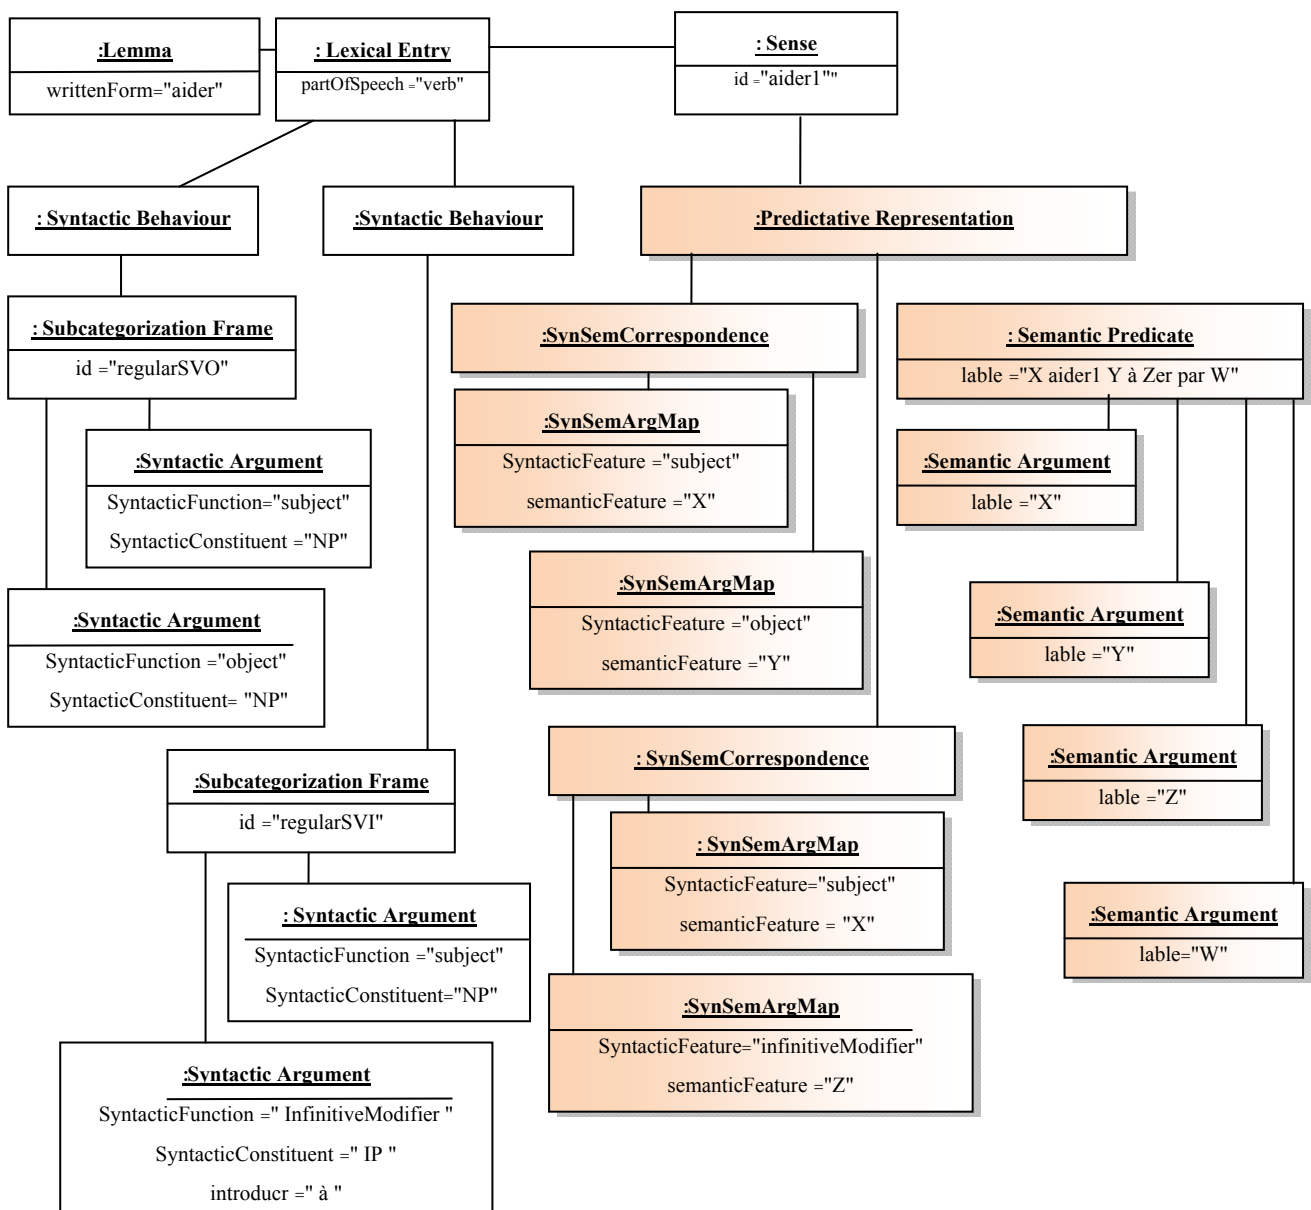 :Lemma
writtenForm="aider"
: Lexical Entry
partOfSpeech ="verb"
: Sense
id ="aider1""
: Syntactic Behaviour
:Syntactic Behaviour
:Predictative Representation
: Subcategorization Frame
id ="regularSVO"
:SynSemCorrespondence
: Semantic Predicate
lable ="X aider1 Y à Zer par W"
:Syntactic Argument
SyntacticFunction="subject"
SyntacticConstituent ="NP"
:SynSemArgMap
SyntacticFeature ="subject"
semanticFeature ="X"
:Semantic Argument
lable ="X"
:Syntactic Argument
SyntacticFunction ="object"
SyntacticConstituent= "NP"
:SynSemArgMap
SyntacticFeature ="object"
semanticFeature ="Y"
:Semantic Argument
lable ="Y"
:Subcategorization Frame
id ="regularSVI"
: SynSemCorrespondence
:Semantic Argument
lable ="Z"
: Syntactic Argument
SyntacticFunction ="subject"
SyntacticConstituent="NP"
: SynSemArgMap
SyntacticFeature="subject"
semanticFeature = "X"
:Semantic Argument
lable="W"
:Syntactic Argument
SyntacticFunction =" InfinitiveModifier "
SyntacticConstituent =" IP "
introducr =" à "
:SynSemArgMap
SyntacticFeature="infinitiveModifier"
semanticFeature ="Z"